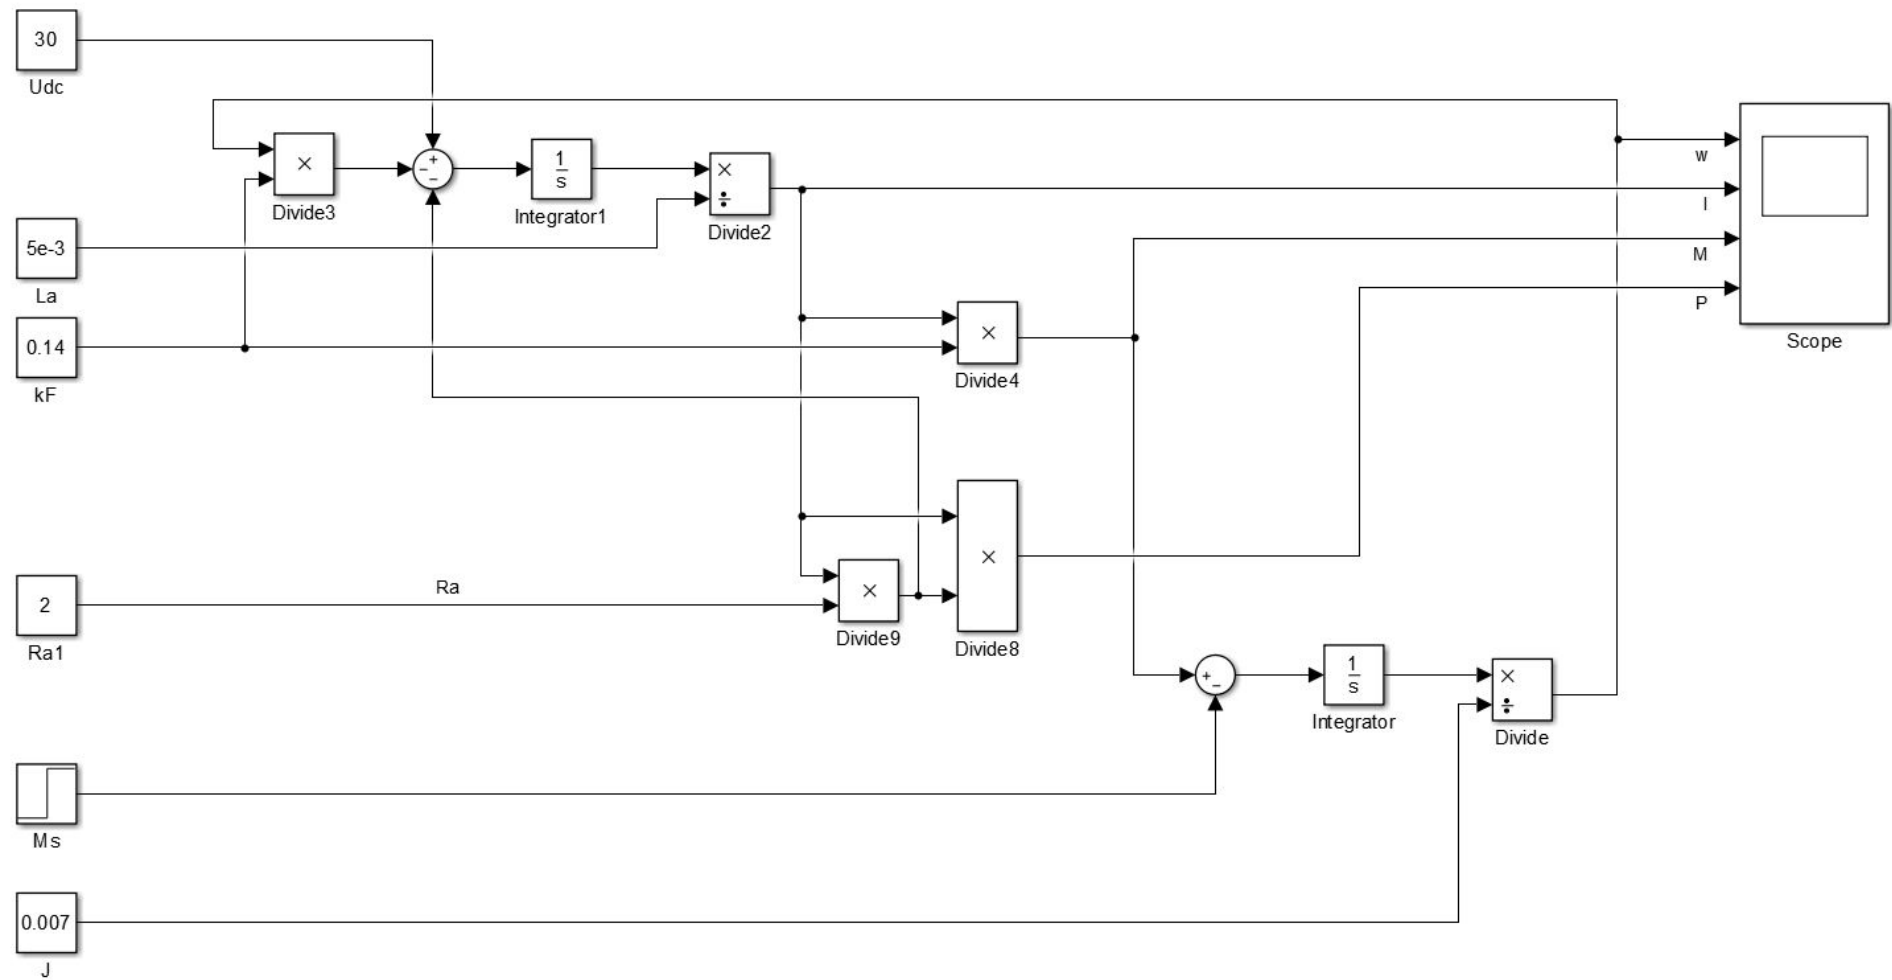 30
Udc
×
Divide3
+
−
−
1
s
Integrator1
×
÷
Divide2
w
I
M
P
Scope
5e-3
La
0.14
kF
×
Divide4
2
Ra1
Ra
×
Divide9
×
Divide8
+
−
1
s
Integrator
×
÷
Divide
Ms
0.007
J